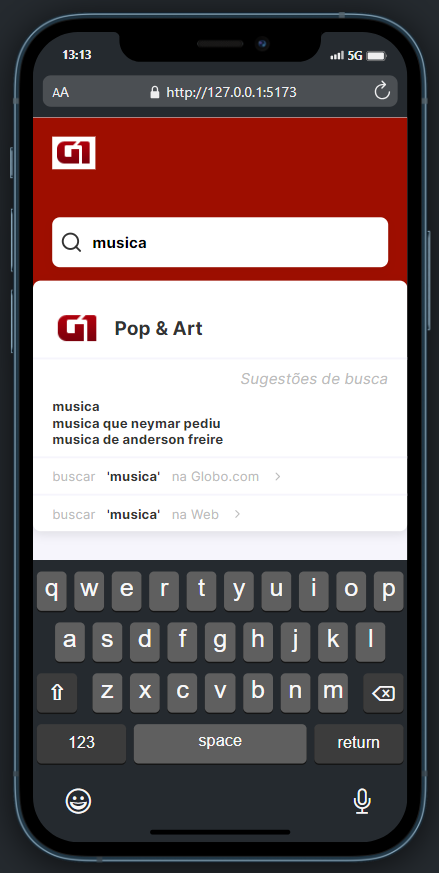 13:13 5G
AA http://127.0.0.1:5173
G1
musica
G1 Pop & Art
Sugestões de busca
musica
musica que neymar pediu
musica de anderson freire
buscar 'musica' na Globo.com >
buscar 'musica' na Web >
q w e r t y u i o p
a s d f g h j k l
z x c v b n m
123 space return